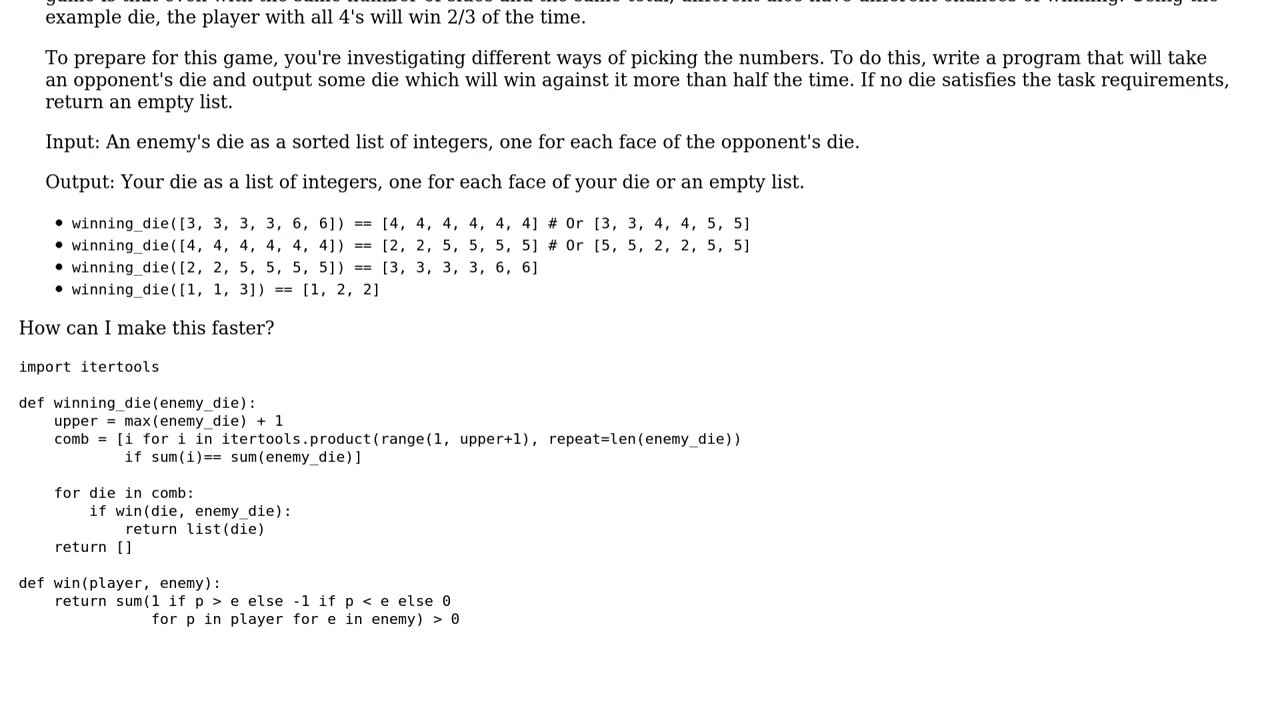 example die, the player with all 4's will win 2/3 of the time.
To prepare for this game, you're investigating different ways of picking the numbers. To do this, write a program that will take
an opponent's die and output some die which will win against it more than half the time. If no die satisfies the task requirements,
return an empty list.
Input: An enemy's die as a sorted list of integers, one for each face of the opponent's die.
Output: Your die as a list of integers, one for each face of your die or an empty list.
• winning_die([3, 3, 3, 3, 6, 6]) == [4, 4, 4, 4, 4, 4] # Or [3, 3, 4, 4, 5, 5]
• winning_die([4, 4, 4, 4, 4, 4]) == [2, 2, 5, 5, 5, 5] # Or [5, 5, 2, 2, 5, 5]
• winning_die([2, 2, 5, 5, 5, 5]) == [3, 3, 3, 3, 6, 6]
• winning_die([1, 1, 3]) == [1, 2, 2]
How can I make this faster?
import itertools
def winning_die(enemy_die):
    upper = max(enemy_die) + 1
    comb = [i for i in itertools.product(range(1, upper+1), repeat=len(enemy_die))
            if sum(i)== sum(enemy_die)]
    for die in comb:
        if win(die, enemy_die):
            return list(die)
    return []
def win(player, enemy):
    return sum(1 if p > e else -1 if p < e else 0
               for p in player for e in enemy) > 0